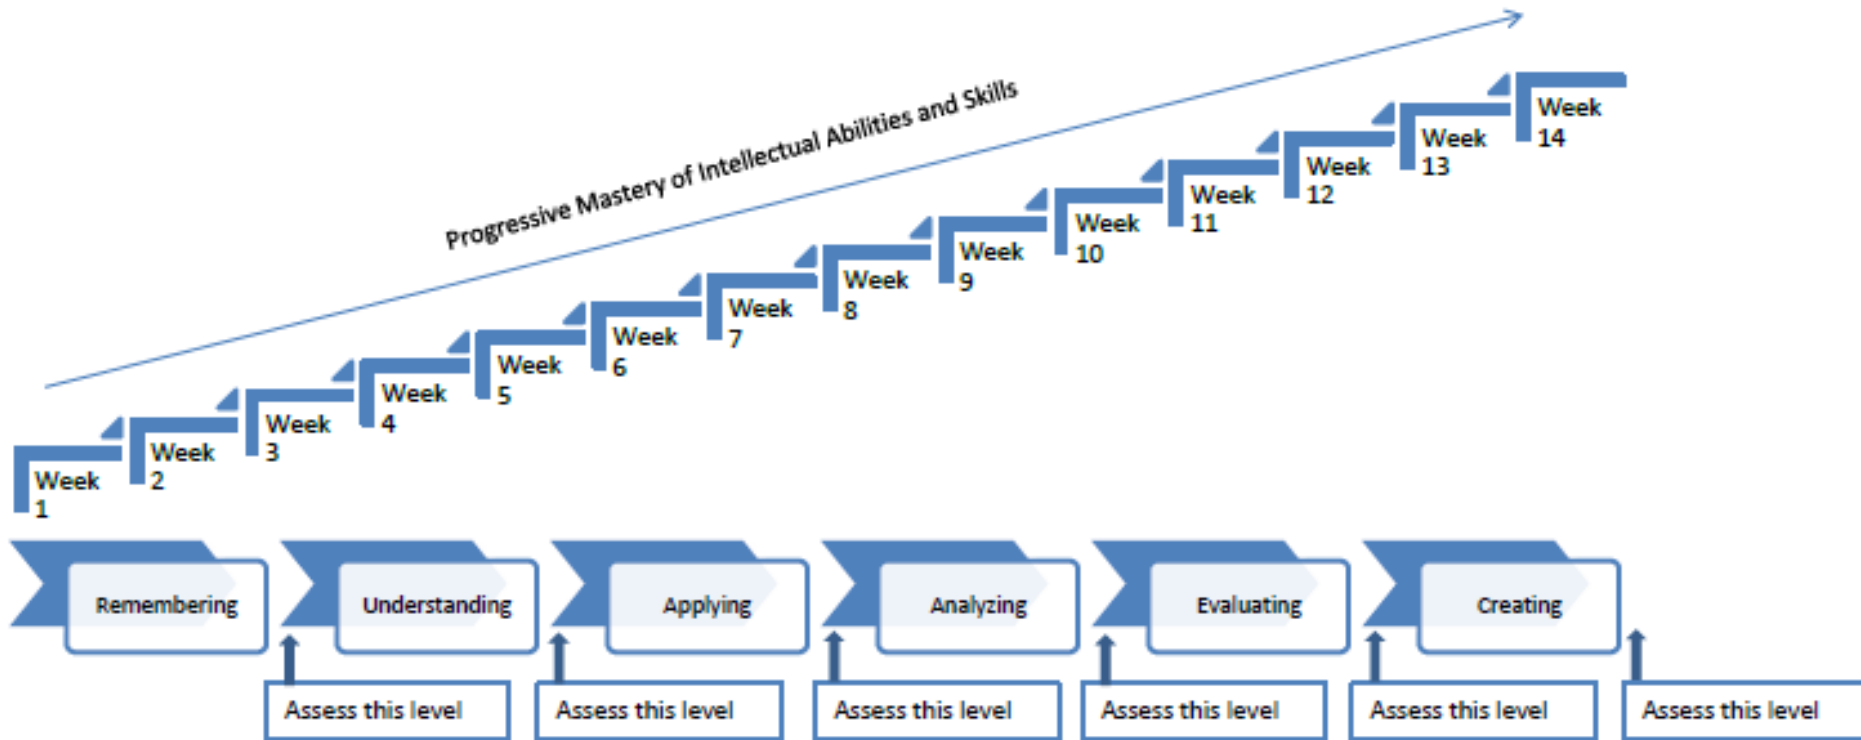 Progressive Mastery of Intellectual Abilities and Skills
Week
1
Week
2
Week
3
Week
4
Week
5
Week
6
Week
7
Week
8
Week
9
Week
10
Week
11
Week
12
Week
13
Week
14
Remembering
Understanding
Applying
Analyzing
Evaluating
Creating
Assess this level
Assess this level
Assess this level
Assess this level
Assess this level
Assess this level